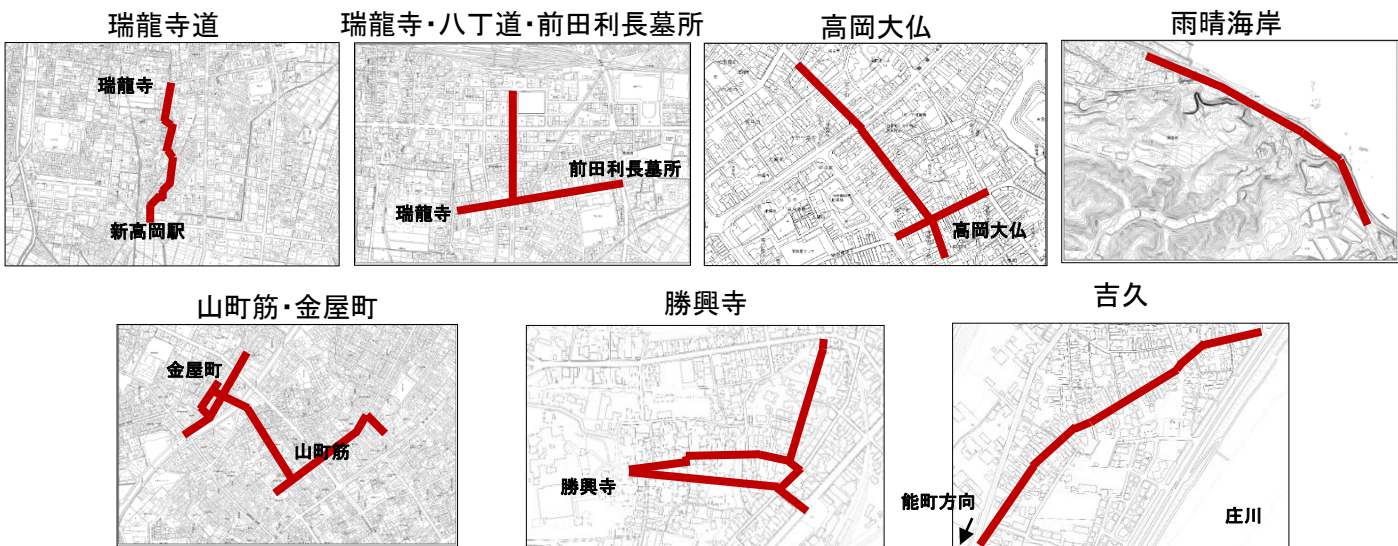 瑞龍寺道
瑞龍寺・八丁道・前田利長墓所
高岡大仏
雨晴海岸
瑞龍寺
新高岡駅
前田利長墓所
瑞龍寺
高岡大仏
山町筋・金屋町
勝興寺
吉久
金屋町
山町筋
勝興寺
能町方向
庄川